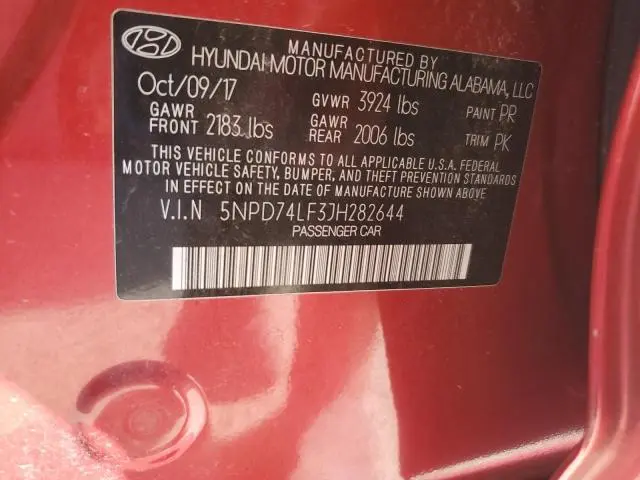 MANUFACTURED BY
HYUNDAI MOTOR MANUFACTURING ALABAMA, LLC
Oct/09/17 GVWR 3924 lbs PAINT PR
GAWR FRONT 2183 lbs GAWR REAR 2006 lbs TRIM PK
THIS VEHICLE CONFORMS TO ALL APPLICABLE U.S.A. FEDERAL
MOTOR VEHICLE SAFETY, BUMPER, AND THEFT PREVENTION STANDARDS
IN EFFECT ON THE DATE OF MANUFACTURE SHOWN ABOVE
V.I.N 5NPD74LF3JH282644
PASSENGER CAR